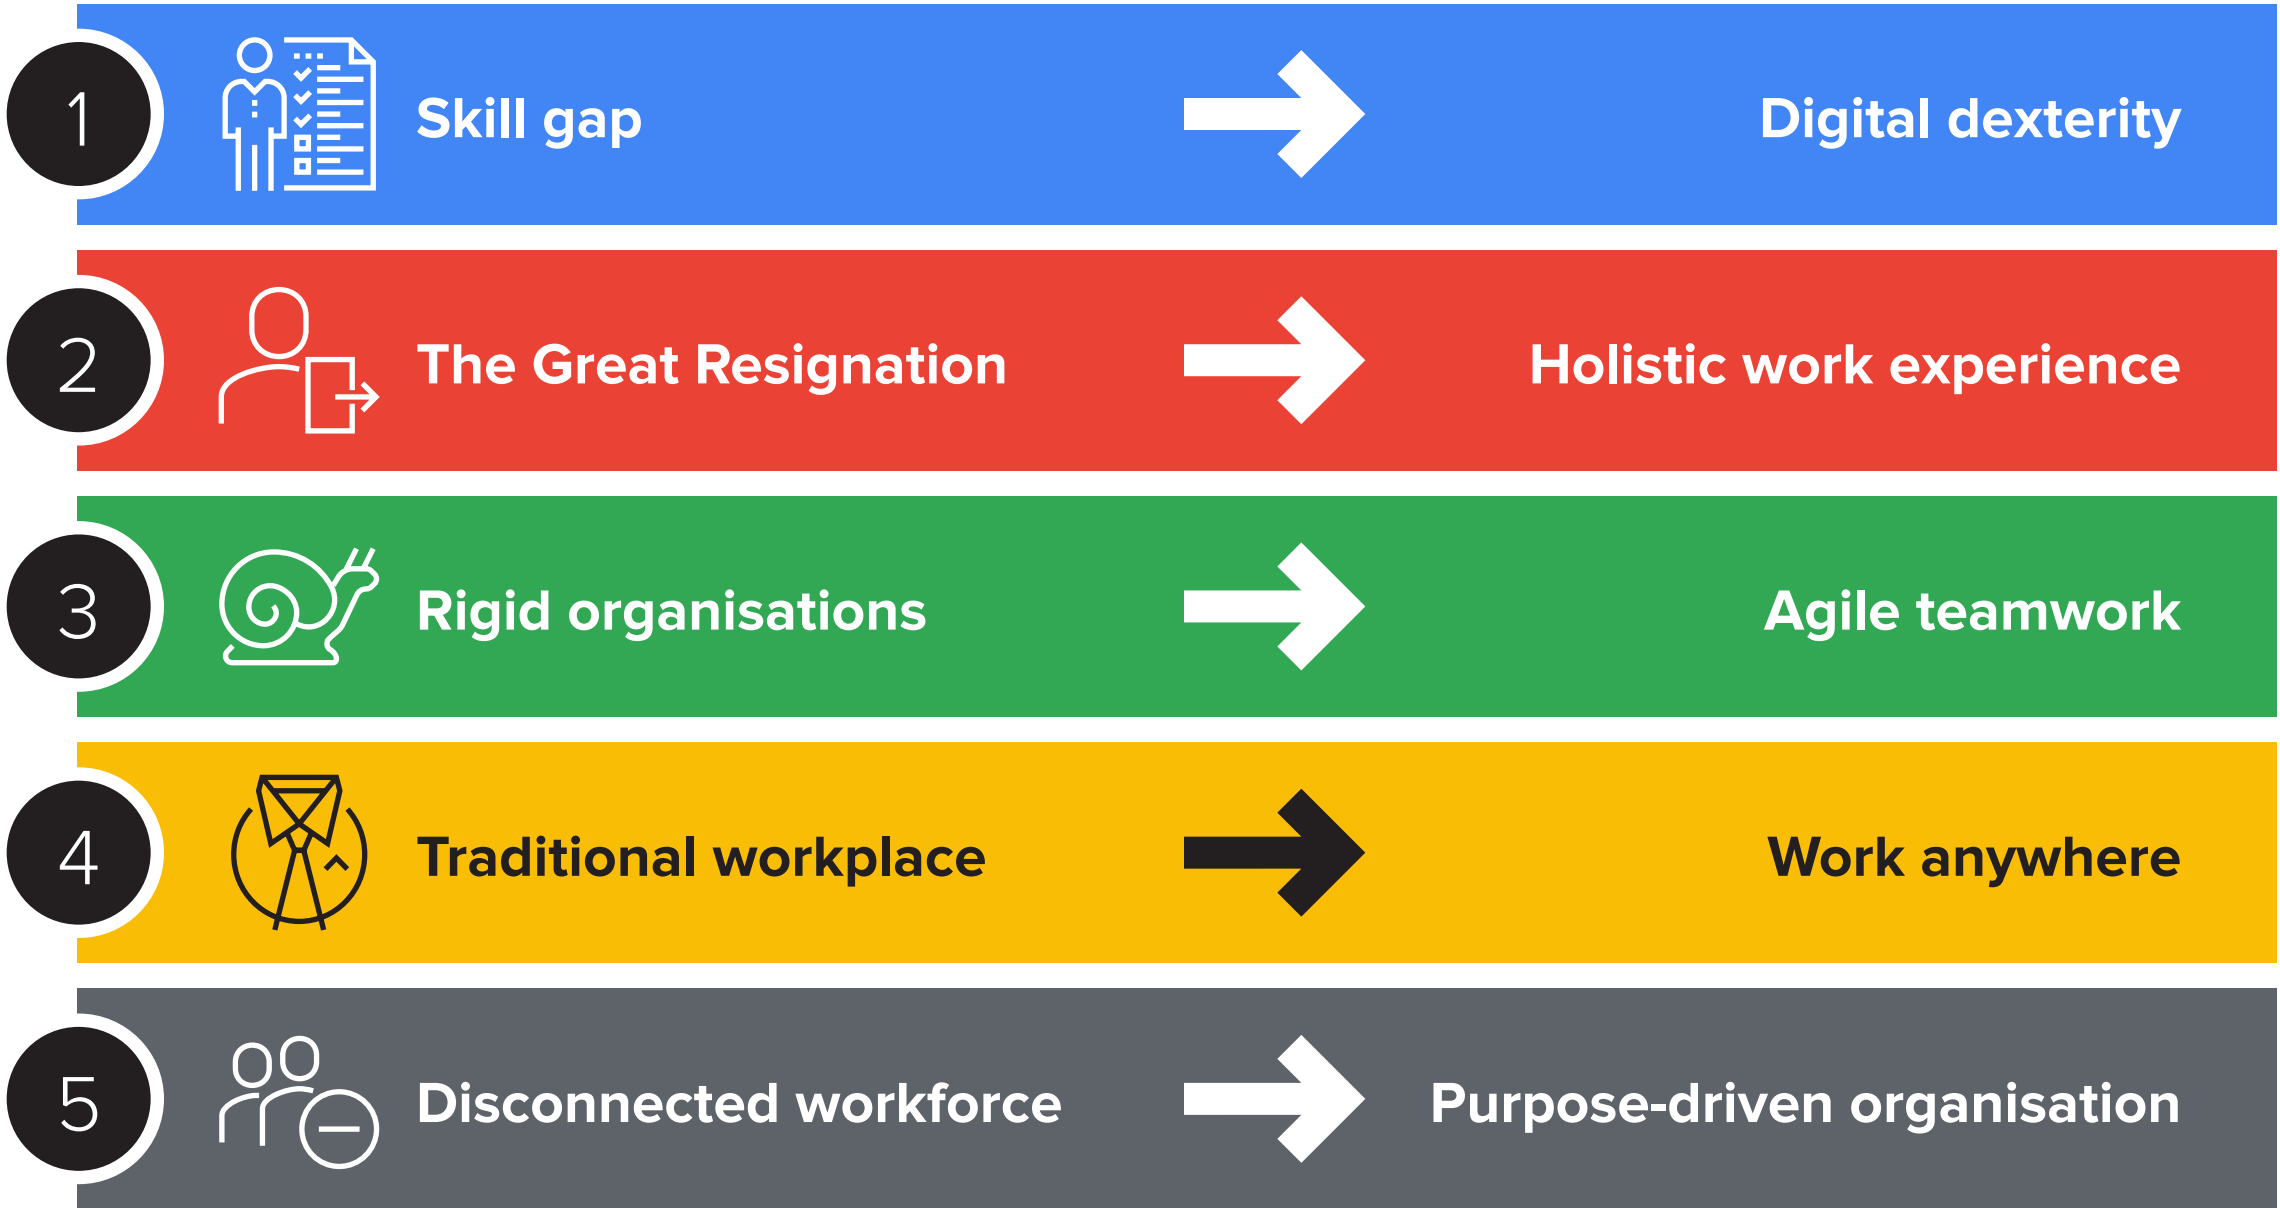 1 Skill gap Digital dexterity
2 The Great Resignation Holistic work experience
3 Rigid organisations Agile teamwork
4 Traditional workplace Work anywhere
5 Disconnected workforce Purpose-driven organisation